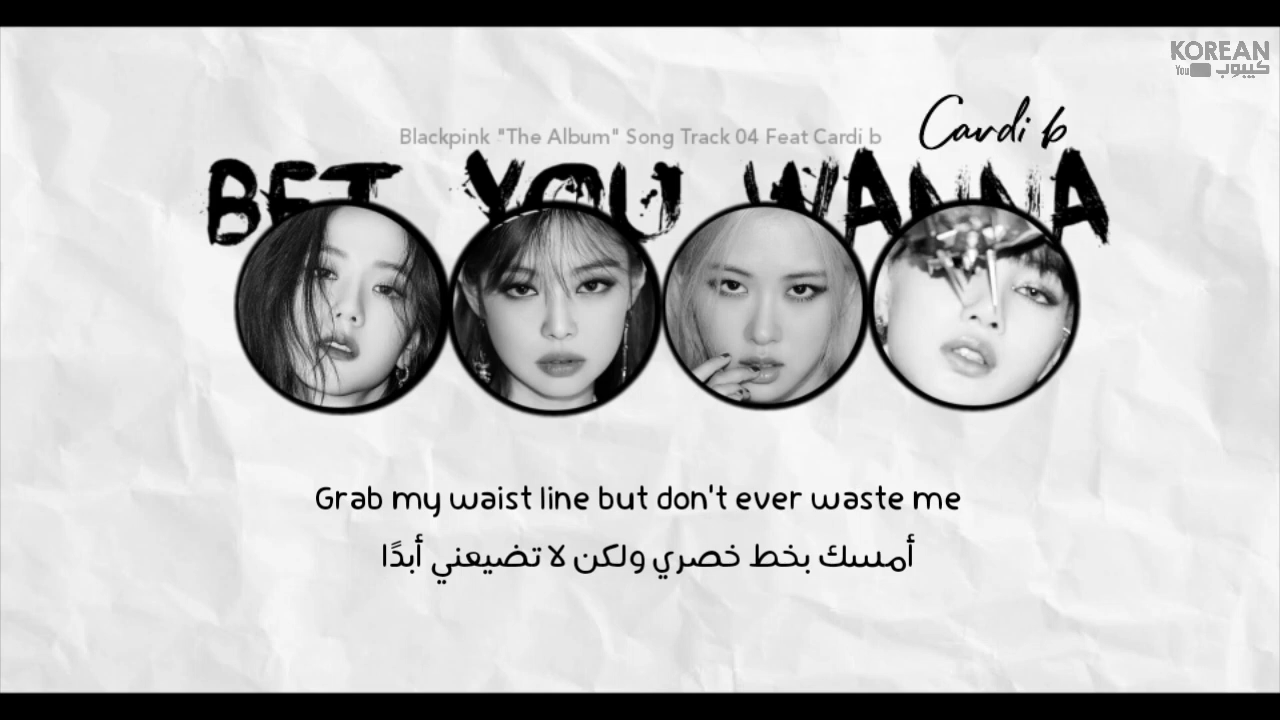 KOREAN
You كيبوب
Cardi b
Blackpink "The Album" Song Track 04 Feat Cardi b
BET YOU WANNA
Grab my waist line but don't ever waste me
أمسك بخط خصري ولكن لا تضيعني أبدًا